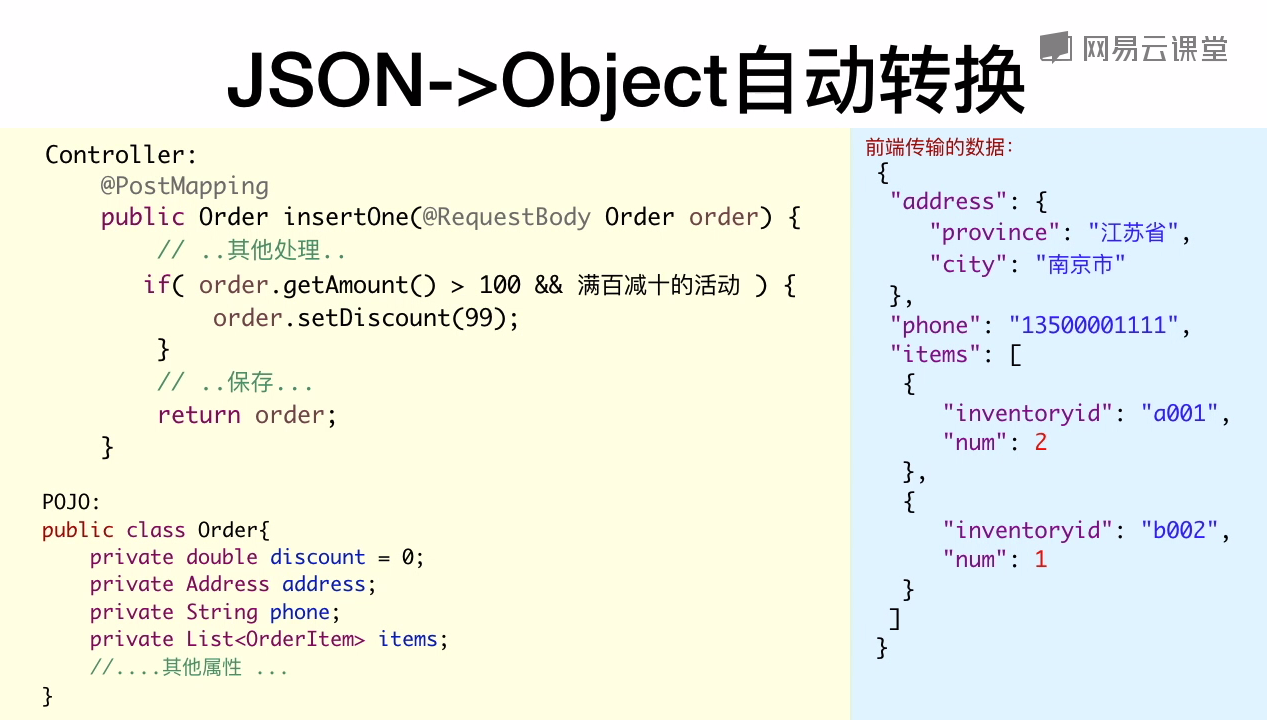 网易云课堂
JSON->Object自动转换
Controller:
@PostMapping
public Order insertOne(@RequestBody Order order) {
// ..其他处理..
if( order.getAmount() > 100 && 满百减十的活动 ) {
order.setDiscount(99);
}
// ..保存...
return order;
}
POJO:
public class Order{
private double discount = 0;
private Address address;
private String phone;
private List<OrderItem> items;
//....其他属性 ...
}
前端传输的数据:
{
"address": {
"province": "江苏省",
"city": "南京市"
},
"phone": "13500001111",
"items": [
{
"inventoryid": "a001",
"num": 2
},
{
"inventoryid": "b002",
"num": 1
}
]
}